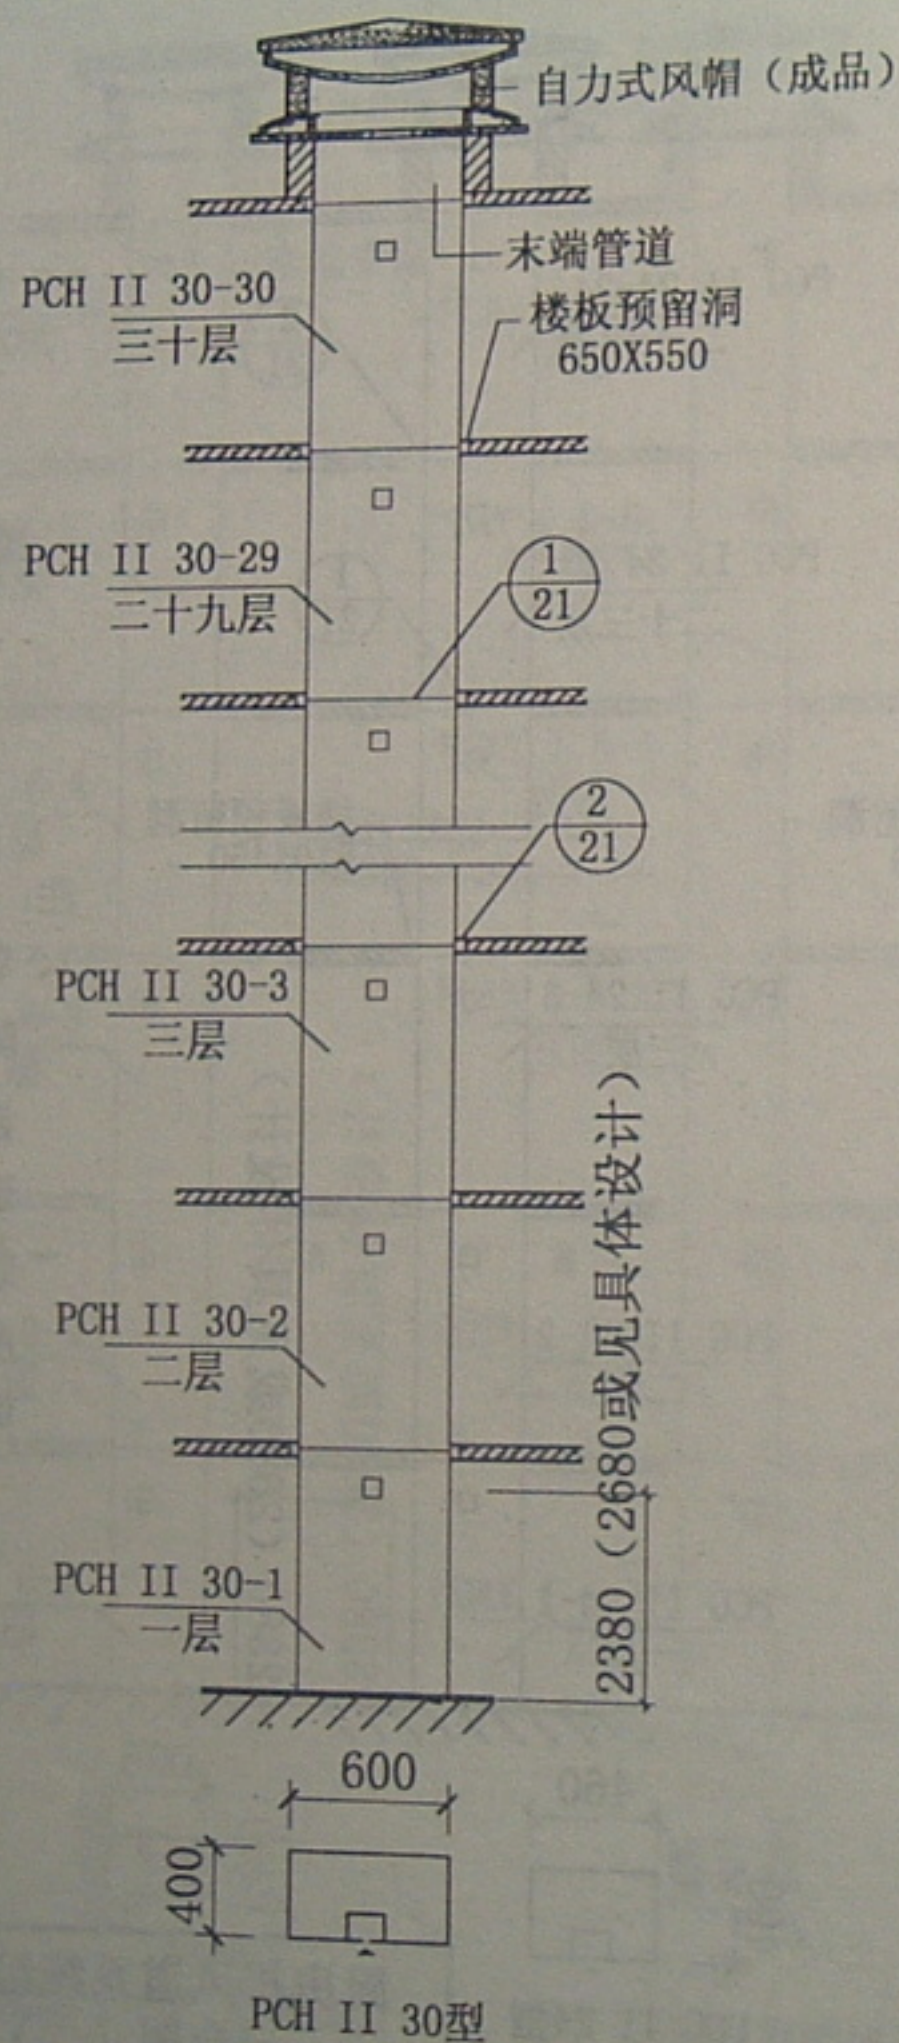 自力式风帽（成品）
末端管道
PCH II 30-30
三十层
楼板预留洞
650X550
PCH II 30-29
二十九层
1
21
2
21
PCH II 30-3
三层
PCH II 30-2
二层
2380（2680或见具体设计）
PCH II 30-1
一层
600
400
PCH II 30型